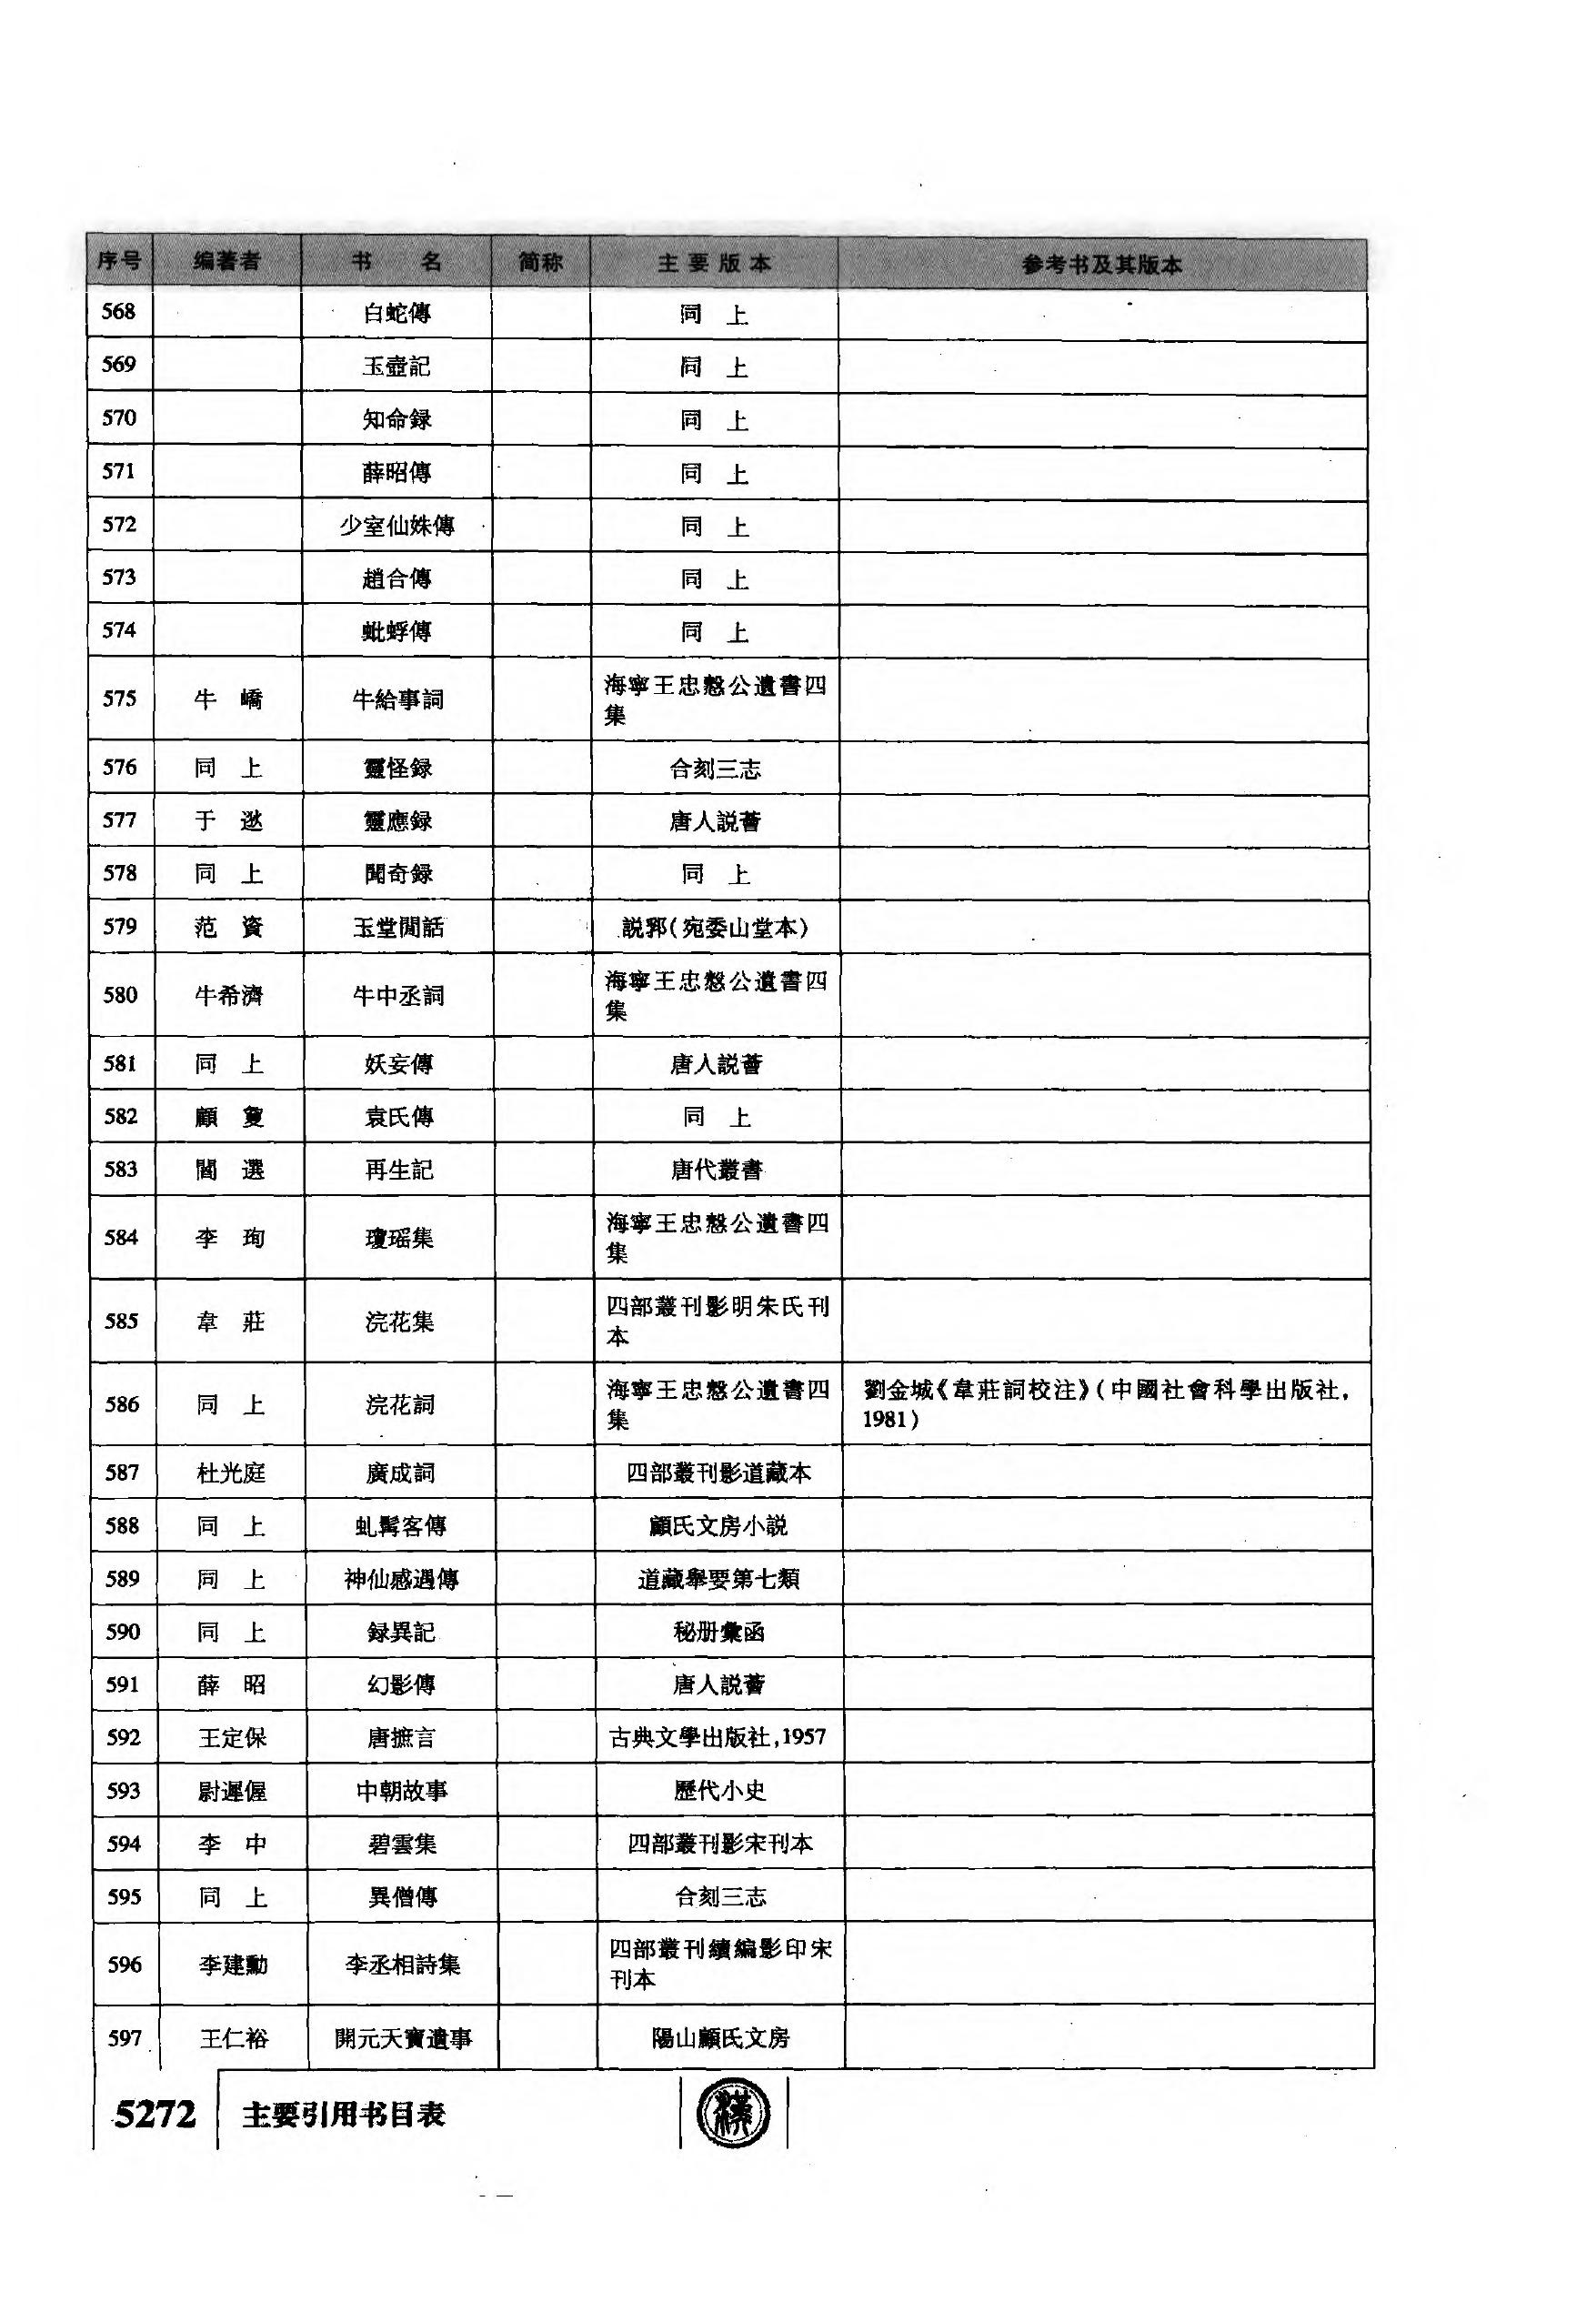 序号 编著者 书 名 简称 主要版本 参考书及其版本
568 白蛇傳 同 上
569 玉壺記 同 上
570 知命録 同 上
571 薛昭傳 同 上
572 少室仙姝傳 同 上
573 趙合傳 同 上
574 蚍蜉傳 同 上
575 牛 嶠 牛給事詞 海寧王忠慤公遺書四
集
576 同 上 靈怪録 合刻三志
577 于 逖 靈應録 唐人説薈
578 同 上 聞奇録 同 上
579 范 資 玉堂閒話 説郛(宛委山堂本)
580 牛希濟 牛中丞詞 海寧王忠慤公遺書四
集
581 同 上 妖妄傳 唐人説薈
582 顧 敻 袁氏傳 同 上
583 閻 選 再生記 唐代叢書
584 李 珣 瓊瑶集 海寧王忠慤公遺書四
集
585 韋 莊 浣花集 四部叢刊影明朱氏刊
本
586 同 上 浣花詞 海寧王忠慤公遺書四 劉金城《韋莊詞校注》(中國社會科學出版社,
集 1981)
587 杜光庭 廣成詞 四部叢刊影道藏本
588 同 上 虬髯客傳 顧氏文房小説
589 同 上 神仙感遇傳 道藏舉要第七類
590 同 上 録異記 秘册彙函
591 薛 昭 幻影傳 唐人説薈
592 王定保 唐摭言 古典文學出版社,1957
593 尉遲偓 中朝故事 歷代小史
594 李 中 碧雲集 四部叢刊影宋刊本
595 同 上 異僧傳 合刻三志
596 李建勳 李丞相詩集 四部叢刊續編影印宋
刊本
597 王仁裕 開元天寶遺事 陽山顧氏文房
5272 主要引用书目表 漢